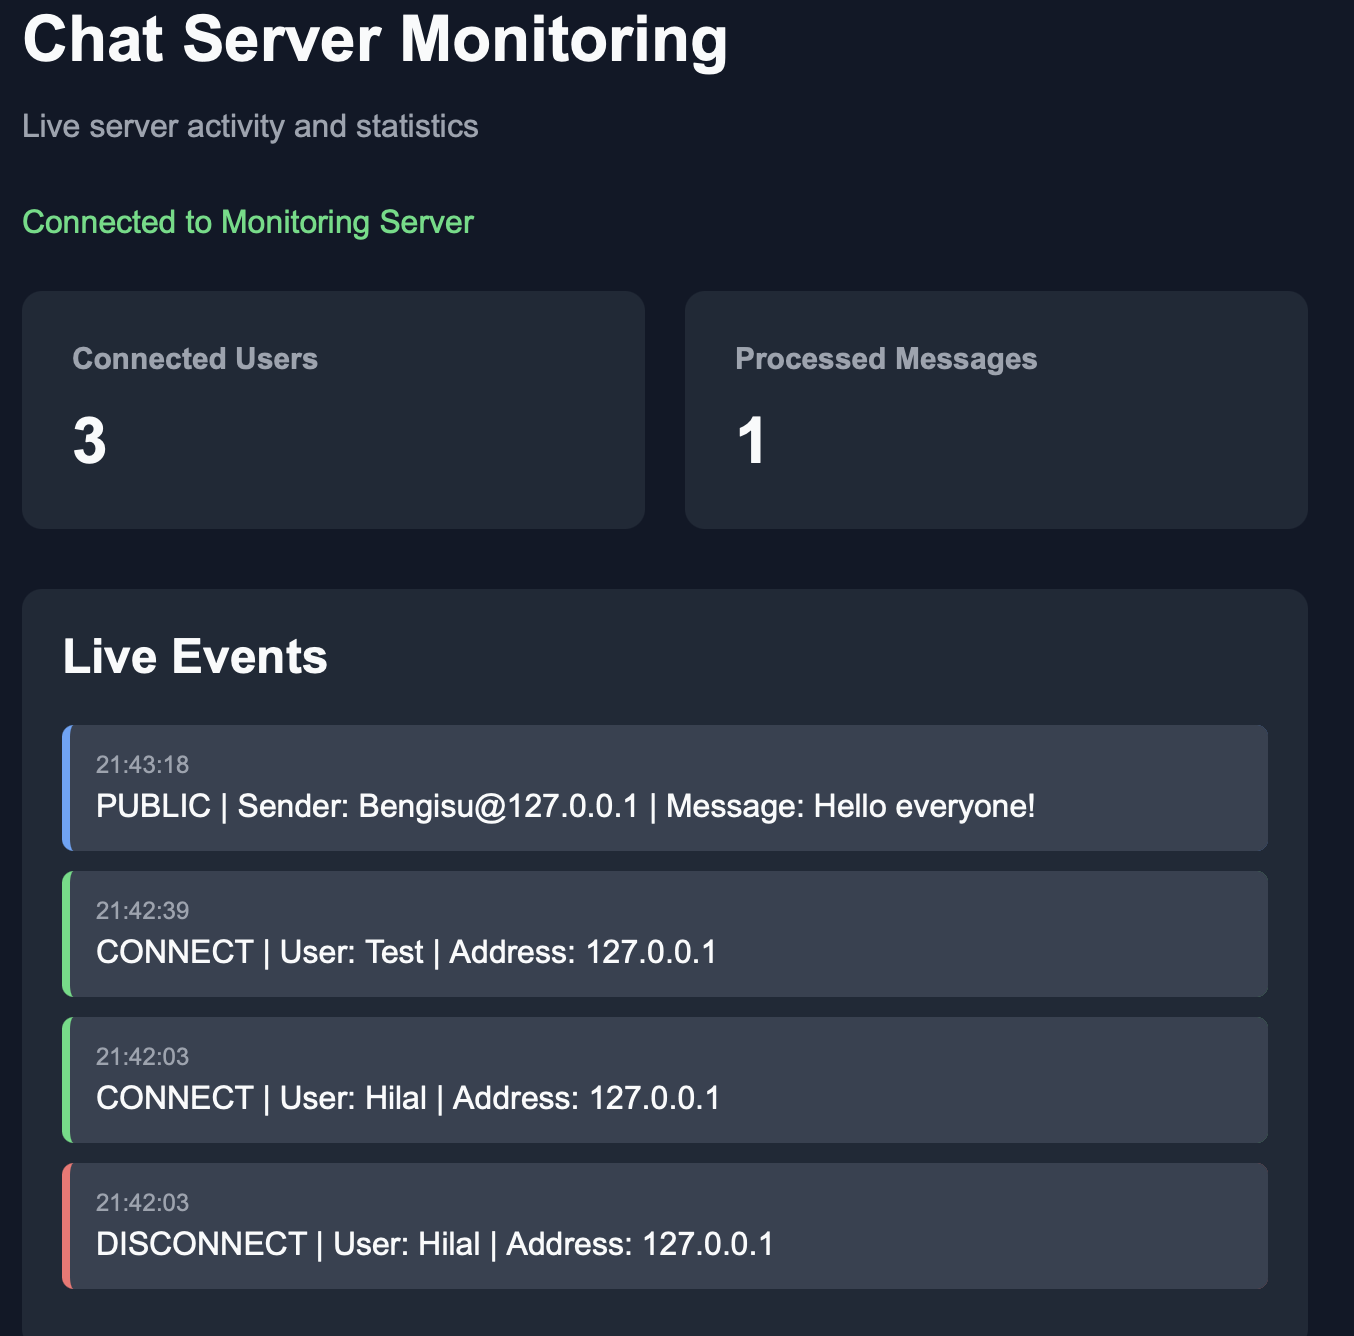 Chat Server Monitoring
Live server activity and statistics
Connected to Monitoring Server
Connected Users
3
Processed Messages
1
Live Events
21:43:18
PUBLIC | Sender: Bengisu@127.0.0.1 | Message: Hello everyone!
21:42:39
CONNECT | User: Test | Address: 127.0.0.1
21:42:03
CONNECT | User: Hilal | Address: 127.0.0.1
21:42:03
DISCONNECT | User: Hilal | Address: 127.0.0.1